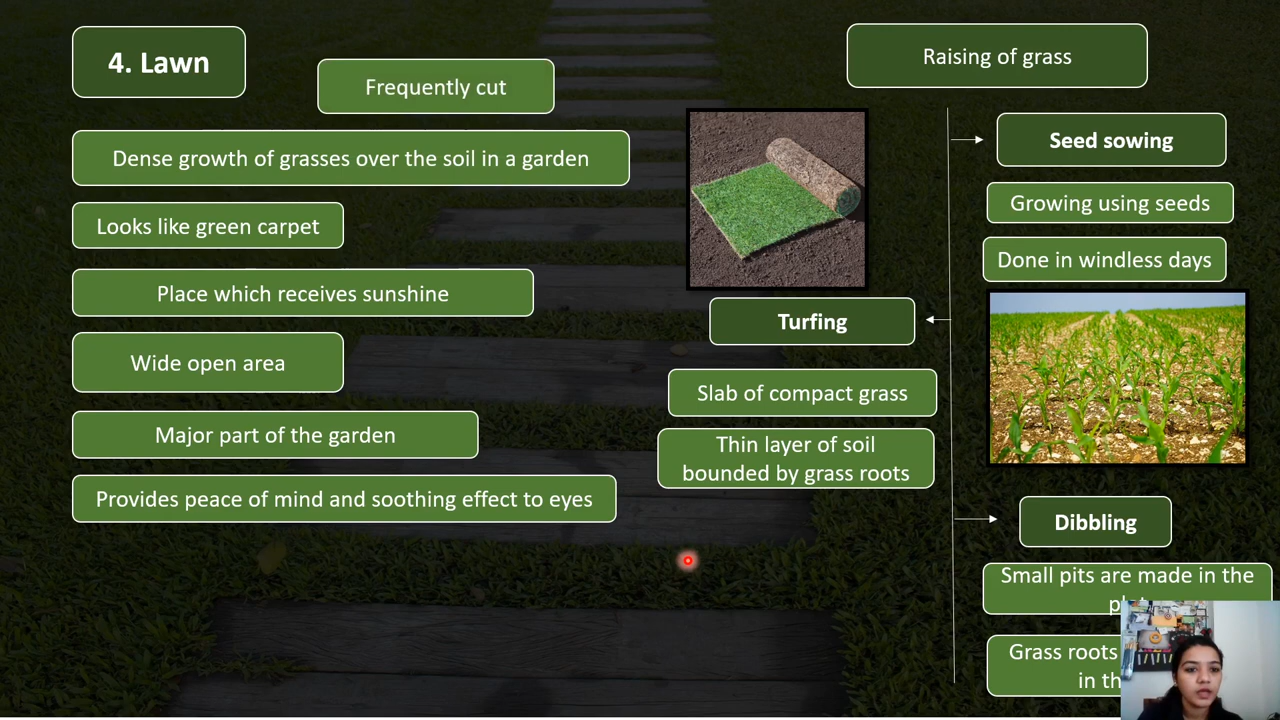 4. Lawn
Frequently cut
Dense growth of grasses over the soil in a garden
Looks like green carpet
Place which receives sunshine
Wide open area
Major part of the garden
Provides peace of mind and soothing effect to eyes
Raising of grass
Seed sowing
Growing using seeds
Done in windless days
Turfing
Slab of compact grass
Thin layer of soil
bounded by grass roots
Dibbling
Small pits are made in the
Grass roots
in